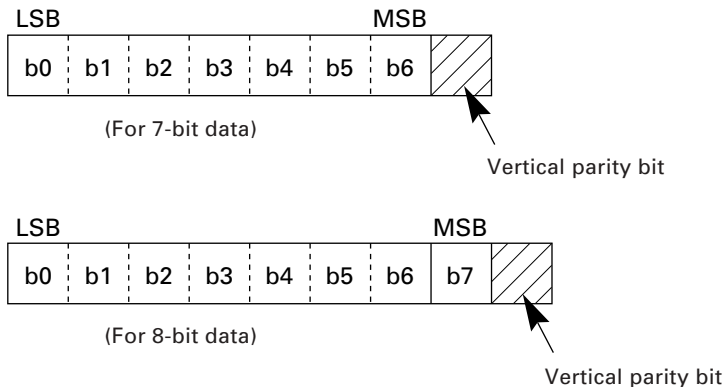 LSB MSB
b0 b1 b2 b3 b4 b5 b6
(For 7-bit data)
Vertical parity bit
LSB MSB
b0 b1 b2 b3 b4 b5 b6 b7
(For 8-bit data)
Vertical parity bit